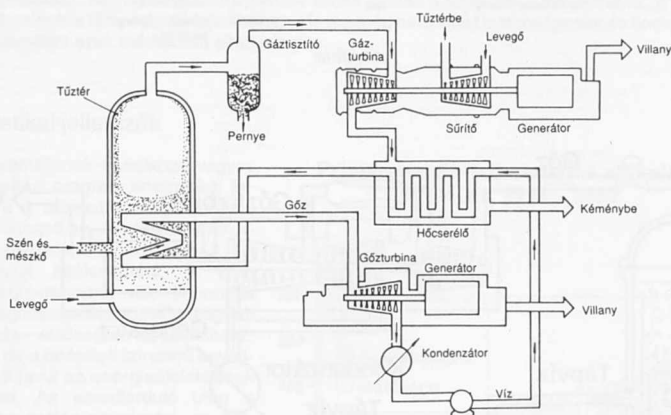 Tűztér
Gáztisztító
Pernye
Szén és
mészkő
Levegő
Gáz-
turbina
Tűztérbe
Levegő
Villany
Sűrítő
Generátor
Hőcserélő
Kéménybe
Gőz
Gőzturbina
Generátor
Villany
Kondenzátor
Víz